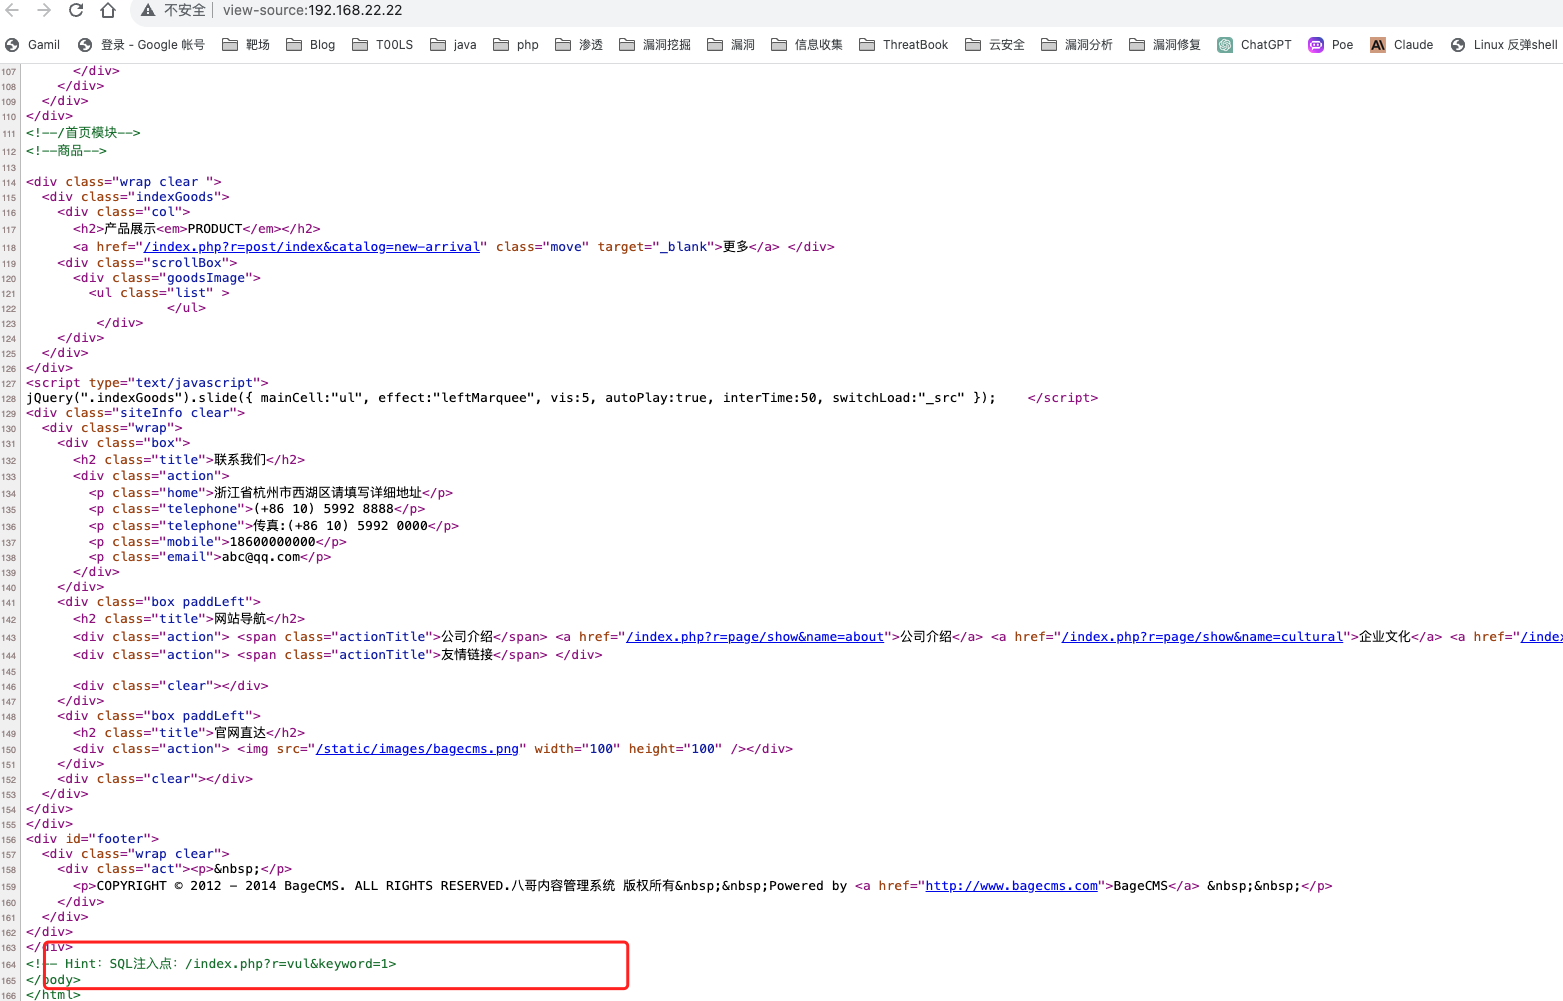 不安全 view-source:192.168.22.22
Gamil 登录 - Google 帐号 靶场 Blog T00LS java php 渗透 漏洞挖掘 漏洞 信息收集 ThreatBook 云安全 漏洞分析 漏洞修复 ChatGPT Poe Claude Linux 反弹shell
107 </div>
108 </div>
109 </div>
110 </div>
111 <!--/首页模块-->
112 <!--商品-->
113
114 <div class="wrap clear ">
115 <div class="indexGoods">
116 <div class="col">
117 <h2>产品展示<em>PRODUCT</em></h2>
118 <a href="/index.php?r=post/index&catalog=new-arrival" class="move" target="_blank">更多</a> </div>
119 <div class="scrollBox">
120 <div class="goodsImage">
121 <ul class="list" >
122 </ul>
123 </div>
124 </div>
125 </div>
126 </div>
127 <script type="text/javascript">
128 jQuery(".indexGoods").slide({ mainCell:"ul", effect:"leftMarquee", vis:5, autoPlay:true, interTime:50, switchLoad:"_src" }); </script>
129 <div class="siteInfo clear">
130 <div class="wrap">
131 <div class="box">
132 <h2 class="title">联系我们</h2>
133 <div class="action">
134 <p class="home">浙江省杭州市西湖区请填写详细地址</p>
135 <p class="telephone">(+86 10) 5992 8888</p>
136 <p class="telephone">传真:(+86 10) 5992 0000</p>
137 <p class="mobile">18600000000</p>
138 <p class="email">abc@qq.com</p>
139 </div>
140 </div>
141 <div class="box paddLeft">
142 <h2 class="title">网站导航</h2>
143 <div class="action"> <span class="actionTitle">公司介绍</span> <a href="/index.php?r=page/show&name=about">公司介绍</a> <a href="/index.php?r=page/show&name=cultural">企业文化</a> <a href="/index
144 <div class="action"> <span class="actionTitle">友情链接</span> </div>
145
146 <div class="clear"></div>
147 </div>
148 <div class="box paddLeft">
149 <h2 class="title">官网直达</h2>
150 <div class="action"> <img src="/static/images/bagecms.png" width="100" height="100" /></div>
151 </div>
152 <div class="clear"></div>
153 </div>
154 </div>
155 </div>
156 <div id="footer">
157 <div class="wrap clear">
158 <div class="act"><p>&nbsp;</p>
159 <p>COPYRIGHT © 2012 - 2014 BageCMS. ALL RIGHTS RESERVED.八哥内容管理系统 版权所有&nbsp;&nbsp;Powered by <a href="http://www.bagecms.com">BageCMS</a> &nbsp;&nbsp;</p>
160 </div>
161 </div>
162 </div>
163 </div>
164 <!-- Hint: SQL注入点: /index.php?r=vul&keyword=1>
165 </body>
166 </html>